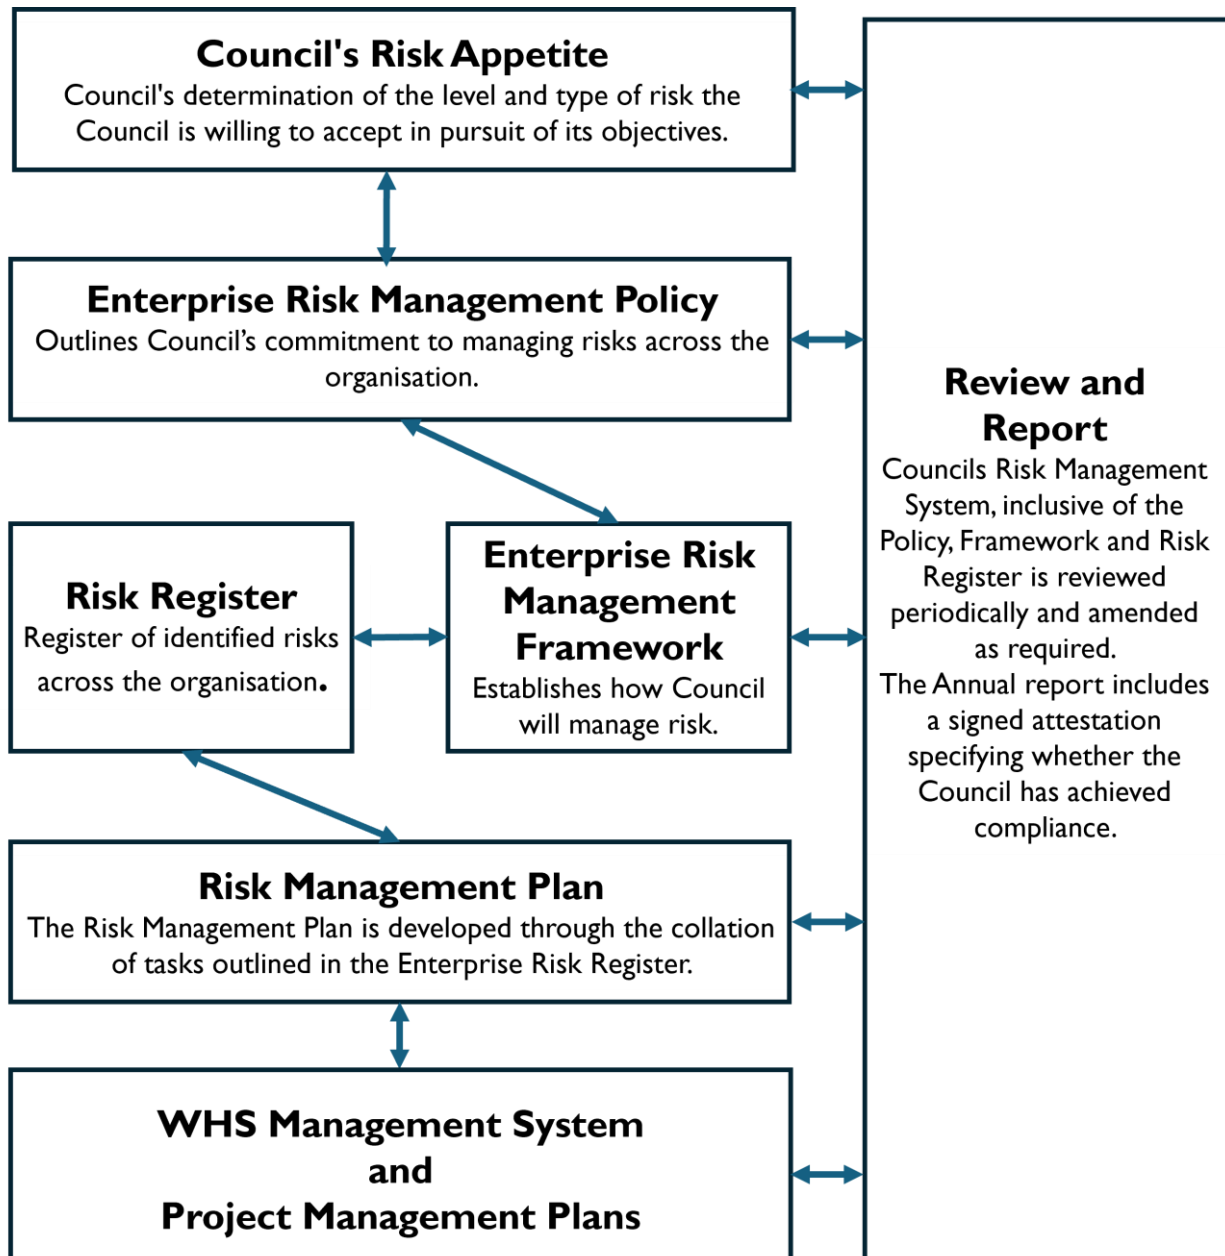 Council's Risk Appetite
Council's determination of the level and type of risk the
Council is willing to accept in pursuit of its objectives.
Enterprise Risk Management Policy
Outlines Council’s commitment to managing risks across the
organisation.
Risk Register
Register of identified risks
across the organisation.
Enterprise Risk
Management
Framework
Establishes how Council
will manage risk.
Risk Management Plan
The Risk Management Plan is developed through the collation
of tasks outlined in the Enterprise Risk Register.
WHS Management System
and
Project Management Plans
Review and
Report
Councils Risk Management
System, inclusive of the
Policy, Framework and Risk
Register is reviewed
periodically and amended
as required.
The Annual report includes
a signed attestation
specifying whether the
Council has achieved
compliance.